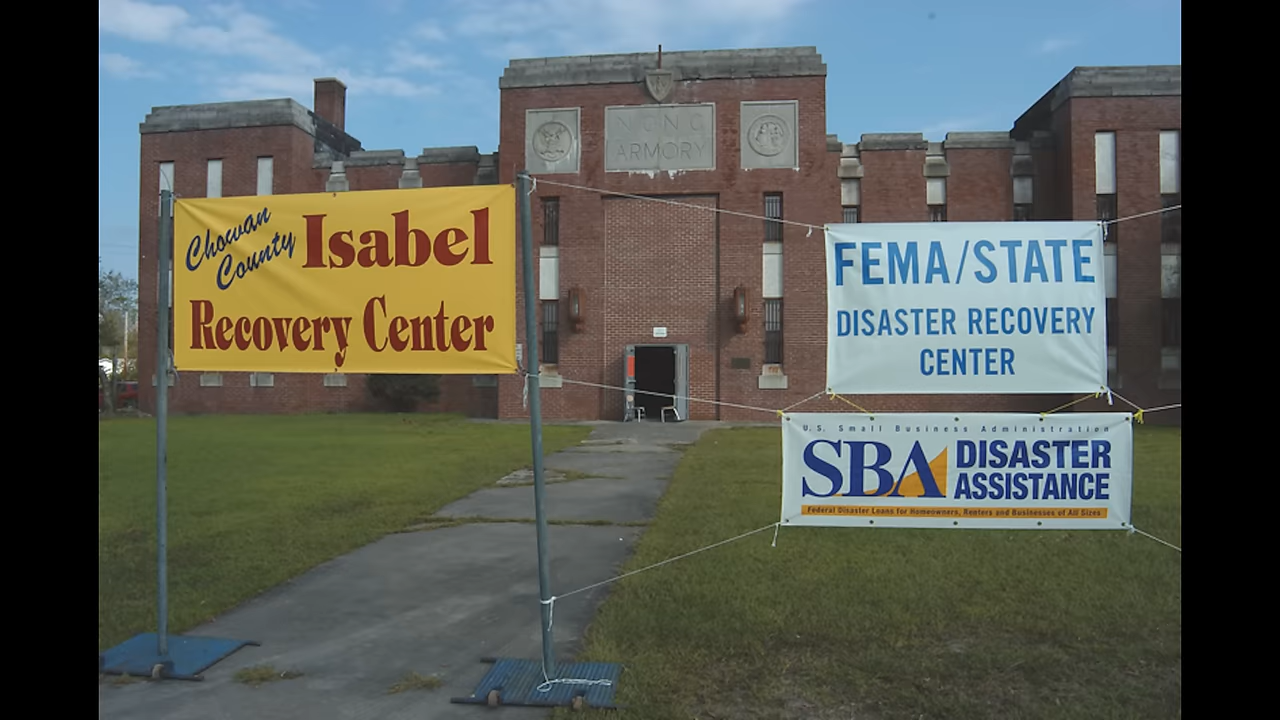 N C N G
ARMORY
Chowan
County
Isabel
Recovery Center
FEMA/STATE
DISASTER RECOVERY
CENTER
U.S. Small Business Administration
SBA DISASTER
ASSISTANCE
Federal Disaster Loans for Homeowners, Renters and Businesses of All Sizes